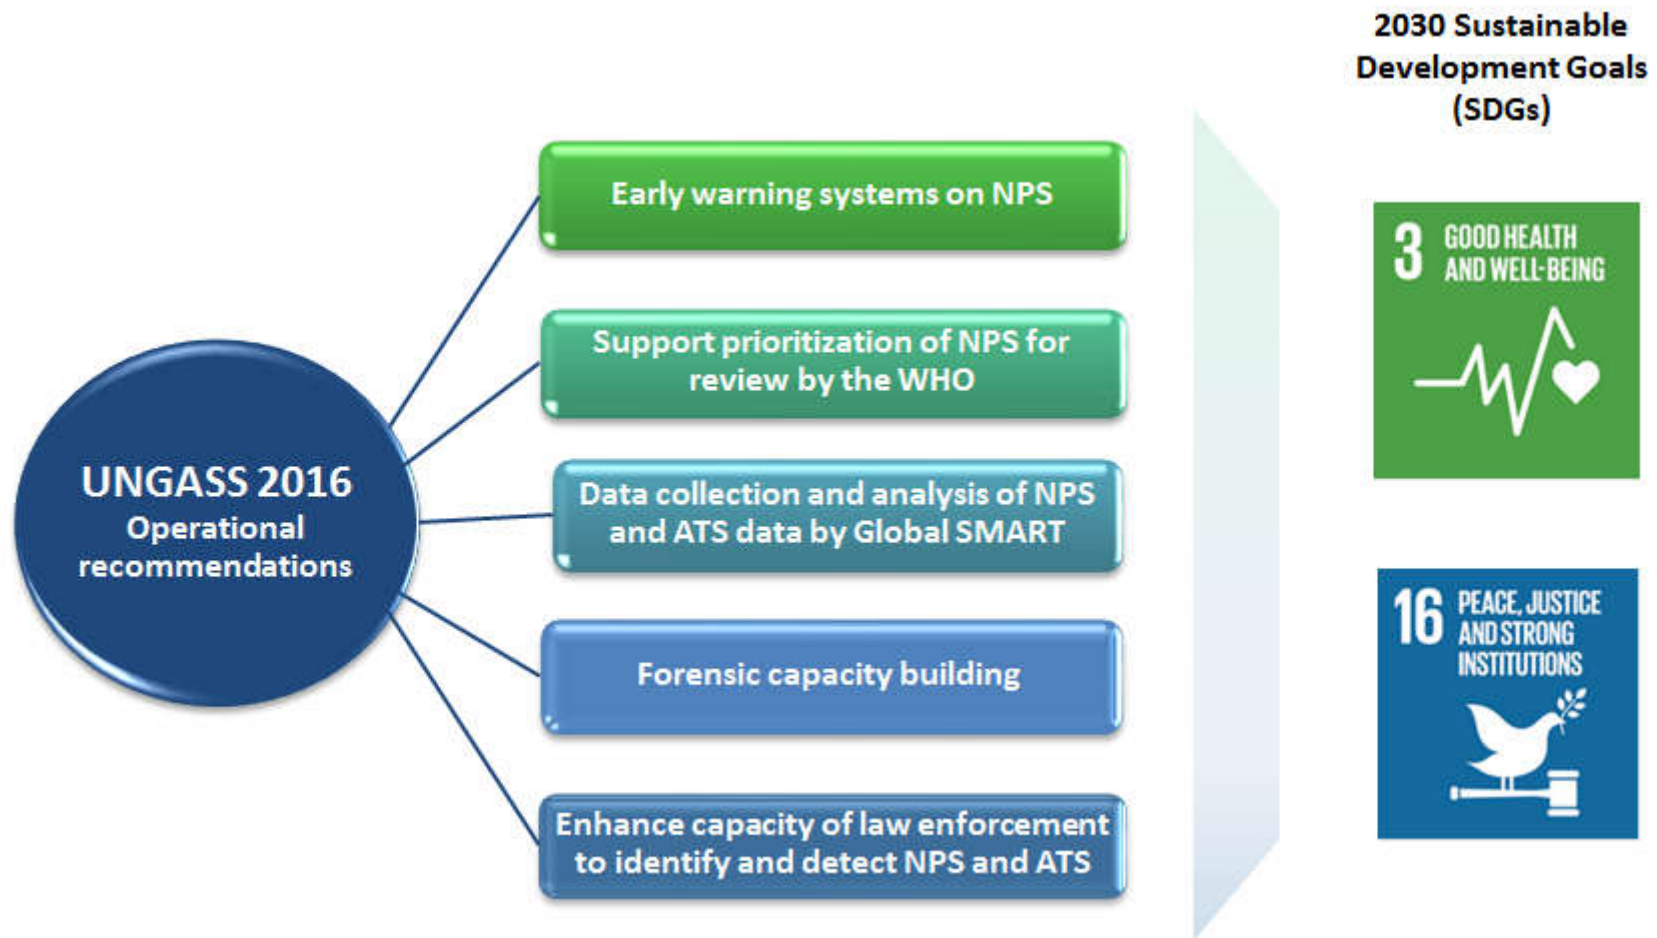 2030 Sustainable
Development Goals
(SDGs)
Early warning systems on NPS
Support prioritization of NPS for
review by the WHO
UNGASS 2016
Operational
recommendations
Data collection and analysis of NPS
and ATS data by Global SMART
Forensic capacity building
Enhance capacity of law enforcement
to identify and detect NPS and ATS
3 GOOD HEALTH
AND WELL-BEING
16 PEACE, JUSTICE
AND STRONG
INSTITUTIONS